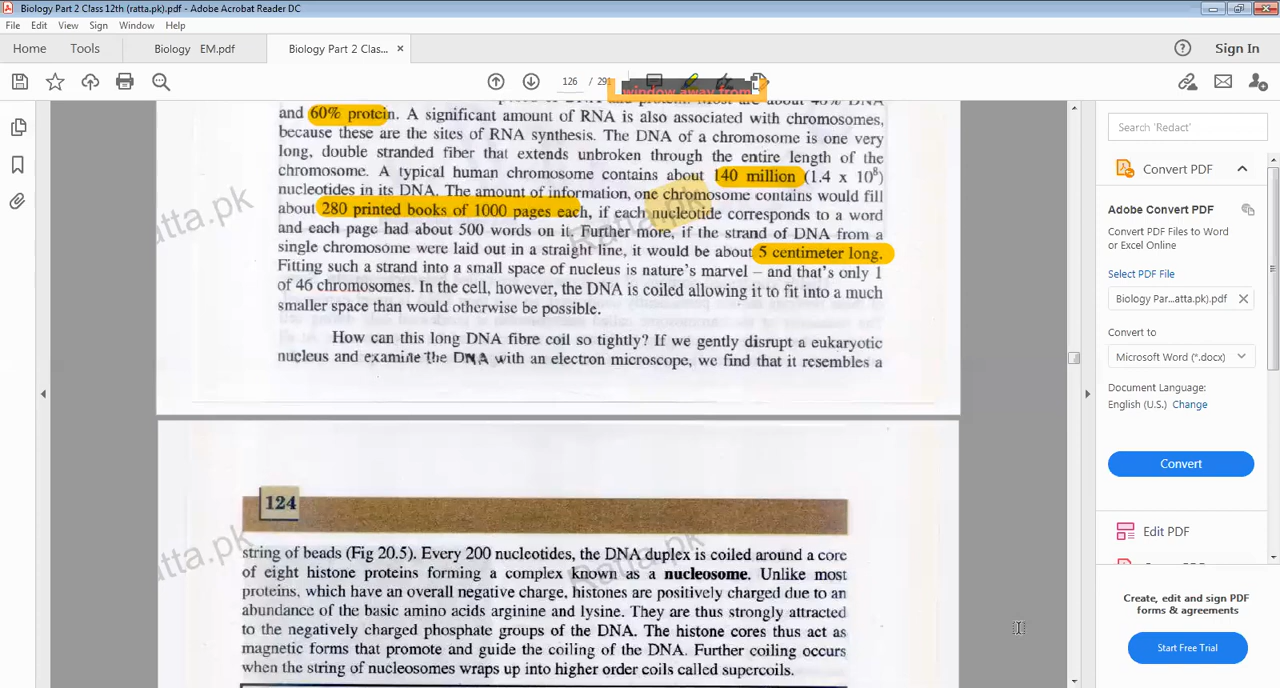 Biology Part 2 Class 12th (ratta.pk).pdf - Adobe Acrobat Reader DC
File Edit View Sign Window Help
Home Tools Biology EM.pdf Biology Part 2 Clas... × Sign In
126 / 291
window away from
and 60% protein. A significant amount of RNA is also associated with chromosomes,
because these are the sites of RNA synthesis. The DNA of a chromosome is one very
long, double stranded fiber that extends unbroken through the entire length of the
chromosome. A typical human chromosome contains about 140 million (1.4 x 10⁸)
nucleotides in its DNA. The amount of information, one chromosome contains would fill
about 280 printed books of 1000 pages each, if each nucleotide corresponds to a word
and each page had about 500 words on it. Further more, if the strand of DNA from a
single chromosome were laid out in a straight line, it would be about 5 centimeter long.
Fitting such a strand into a small space of nucleus is nature's marvel – and that's only 1
of 46 chromosomes. In the cell, however, the DNA is coiled allowing it to fit into a much
smaller space than would otherwise be possible.
How can this long DNA fibre coil so tightly? If we gently disrupt a eukaryotic
nucleus and examine the DNA with an electron microscope, we find that it resembles a
124
string of beads (Fig 20.5). Every 200 nucleotides, the DNA duplex is coiled around a core
of eight histone proteins forming a complex known as a nucleosome. Unlike most
proteins, which have an overall negative charge, histones are positively charged due to an
abundance of the basic amino acids arginine and lysine. They are thus strongly attracted
to the negatively charged phosphate groups of the DNA. The histone cores thus act as
magnetic forms that promote and guide the coiling of the DNA. Further coiling occurs
when the string of nucleosomes wraps up into higher order coils called supercoils.
Ratta.pk
Ratta.pk
Search 'Redact'
Convert PDF
Adobe Convert PDF
Convert PDF Files to Word
or Excel Online
Select PDF File
Biology Par...atta.pk).pdf
Convert to
Microsoft Word (*.docx)
Document Language:
English (U.S.) Change
Convert
Edit PDF
Create, edit and sign PDF
forms & agreements
Start Free Trial